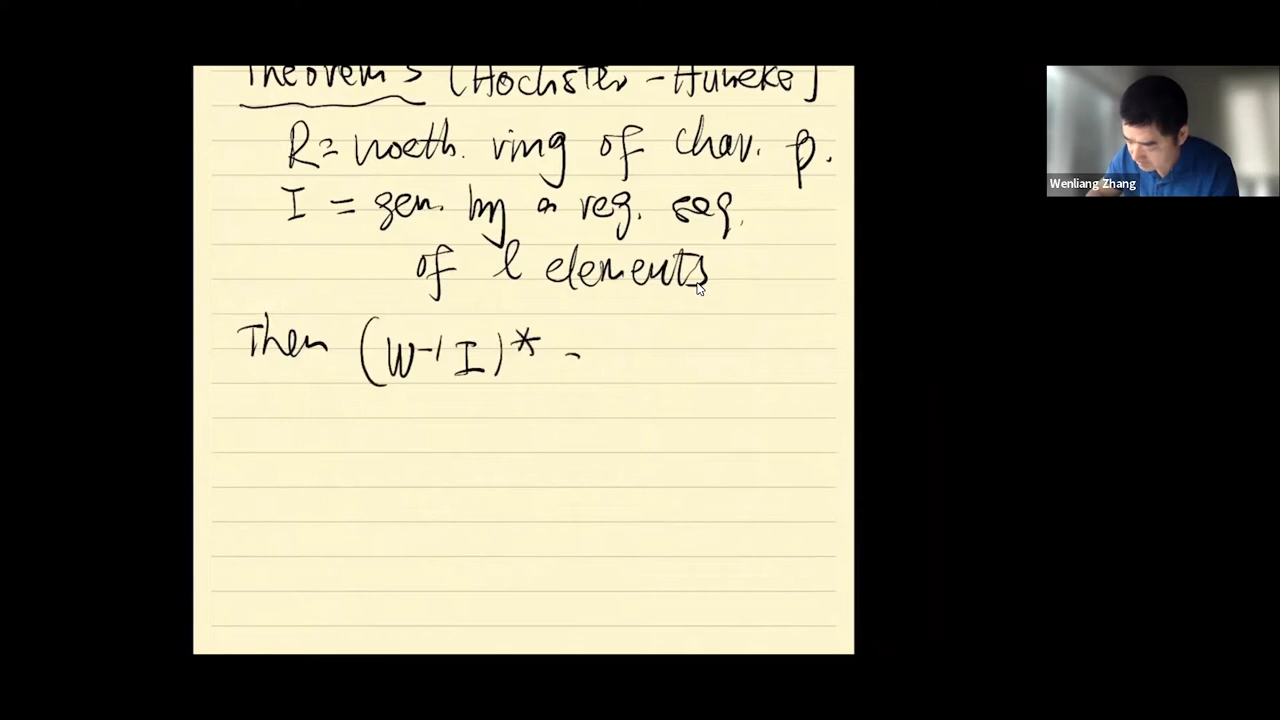 Theorem 3 (Hochster - Huneke)
R = noeth. ring of char. p.
I = gen. by a reg. seq.
of l elements
Then (W⁻¹I)* =
Wenliang Zhang